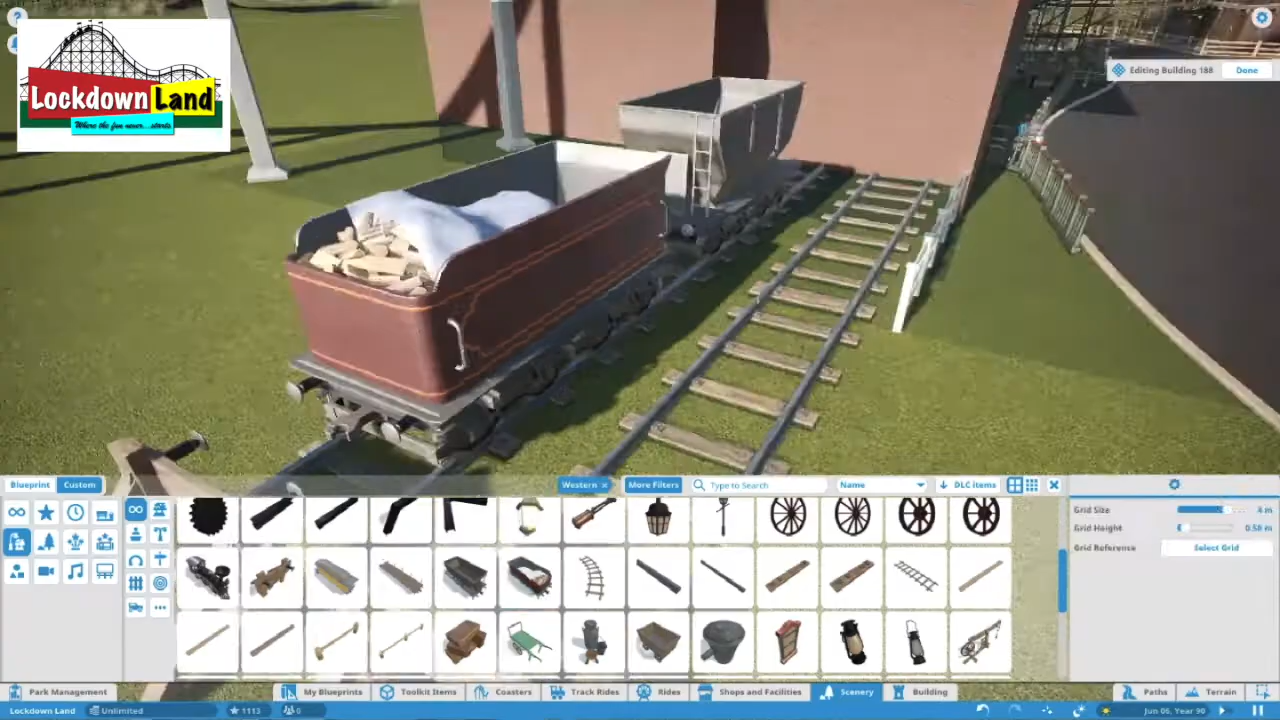 ?
Lockdown Land
Where the fun never...starts
Editing Building 188
Done
Blueprint
Custom
Western ×
More Filters
Type to Search
Name
DLC items
Grid Size
4 m
Grid Height
0.50 m
Grid Reference
Select Grid
Park Management
My Blueprints
Toolkit Items
Coasters
Track Rides
Rides
Shops and Facilities
Scenery
Building
Paths
Terrain
Lockdown Land
Unlimited
1113
0
Jun 05, Year 90